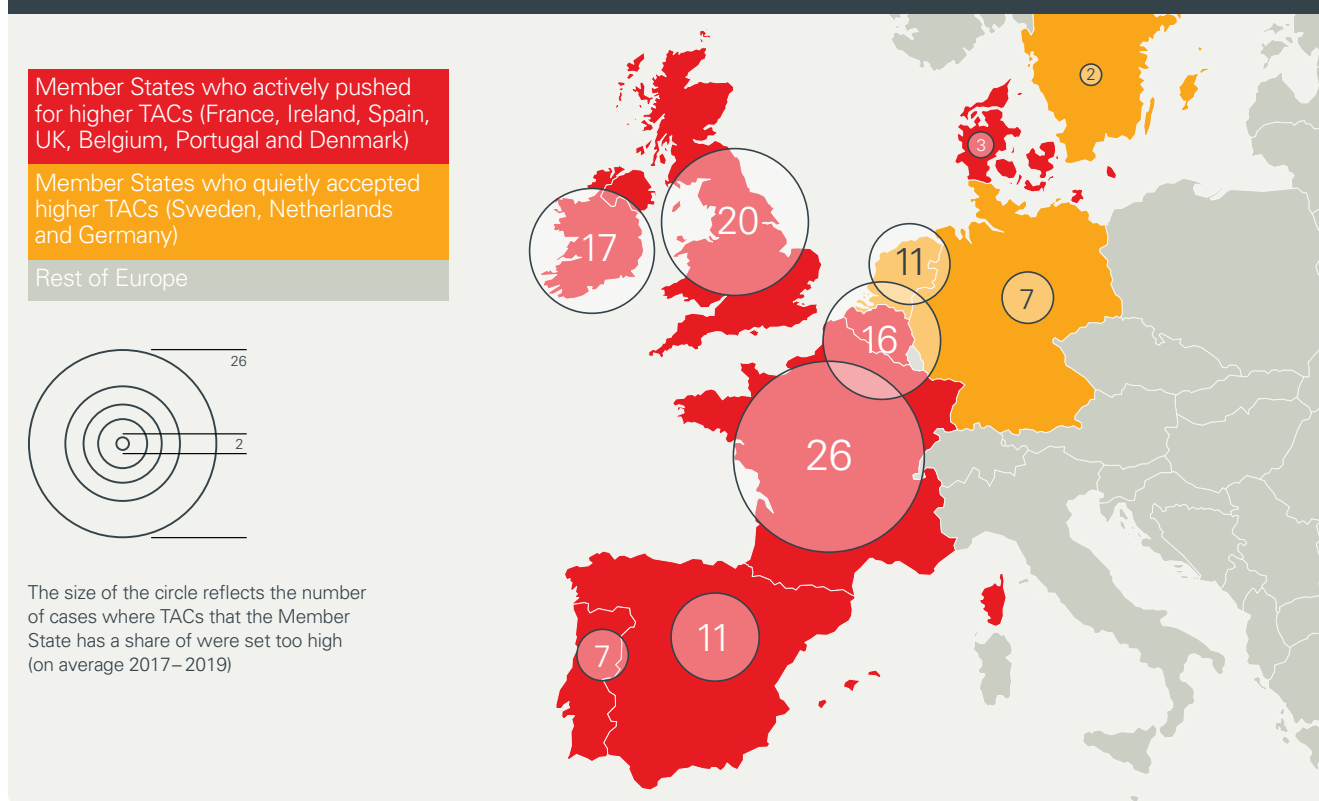 Member States who actively pushed
for higher TACs (France, Ireland, Spain,
UK, Belgium, Portugal and Denmark)
Member States who quietly accepted
higher TACs (Sweden, Netherlands
and Germany)
Rest of Europe
26
2
The size of the circle reflects the number
of cases where TACs that the Member
State has a share of were set too high
(on average 2017–2019)
2
3
20
17
11
7
16
26
11
7